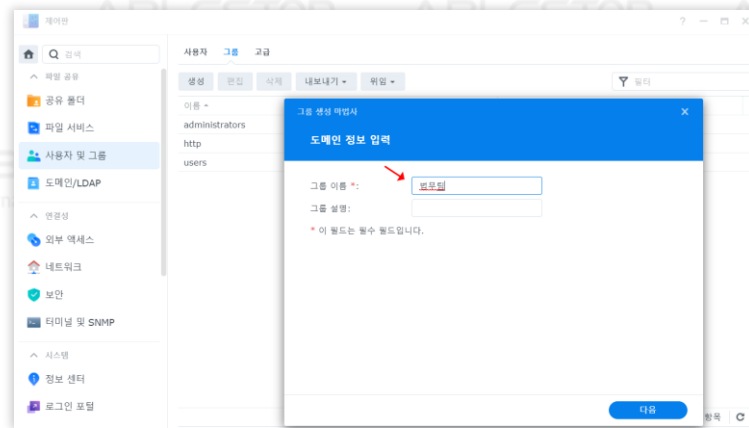 제어판
검색
파일 공유
공유 폴더
파일 서비스
사용자 및 그룹
도메인/LDAP
연결성
외부 액세스
네트워크
보안
터미널 및 SNMP
시스템
정보 센터
로그인 포털
사용자 그룹 고급
생성 편집 삭제 내보내기 위임 필터
이름
administrators
http
users
그룹 생성 마법사
도메인 정보 입력
그룹 이름 *:
그룹 설명:
* 이 필드는 필수 필드입니다.
다음
항목